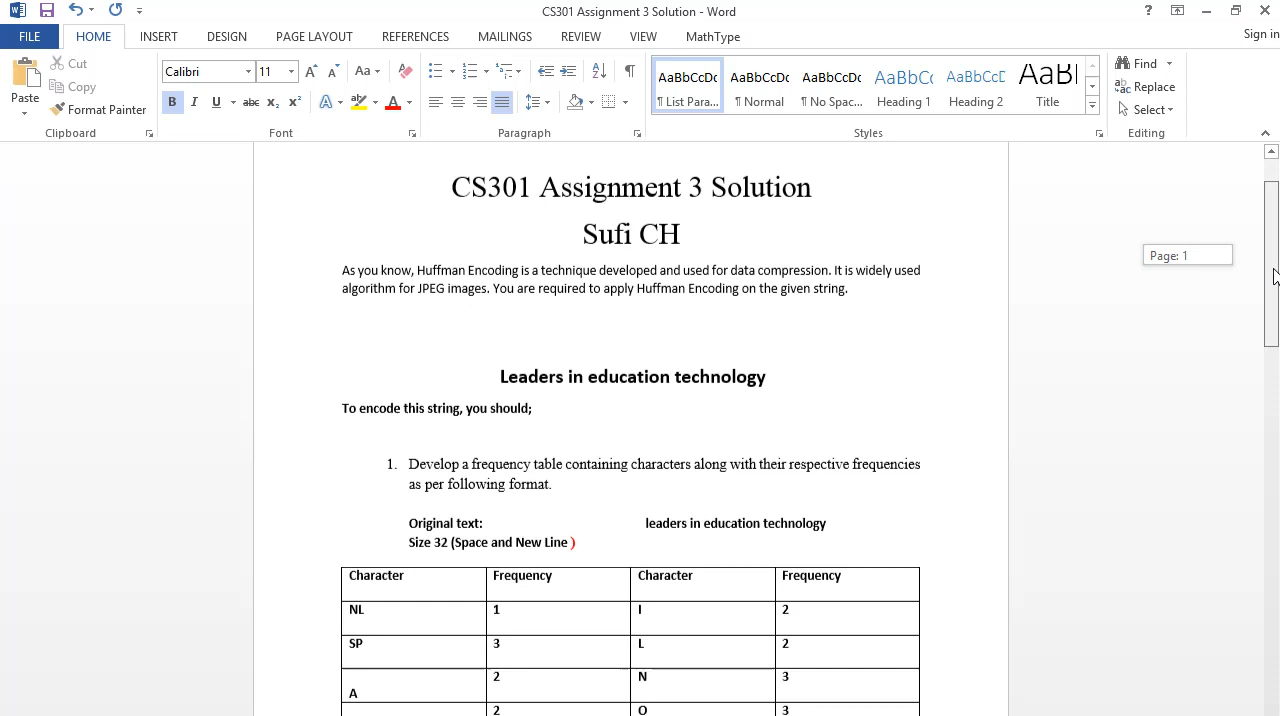 CS301 Assignment 3 Solution - Word
?
Sign in
FILE
HOME
INSERT
DESIGN
PAGE LAYOUT
REFERENCES
MAILINGS
REVIEW
VIEW
MathType
Paste
Cut
Copy
Format Painter
Clipboard
Calibri
11
B I U abc x₂ x²
Font
Paragraph
AaBbCcDc
¶ List Para...
AaBbCcDc
¶ Normal
AaBbCcDc
¶ No Spac...
AaBbCc
Heading
AaBbCcD
Heading 2
AaBl
Title
Styles
Find
Replace
Select
Editing
Page: 1
CS301 Assignment 3 Solution
Sufi CH
As you know, Huffman Encoding is a technique developed and used for data compression. It is widely used
algorithm for JPEG images. You are required to apply Huffman Encoding on the given string.
Leaders in education technology
To encode this string, you should;
1. Develop a frequency table containing characters along with their respective frequencies
as per following format.
Original text: leaders in education technology
Size 32 (Space and New Line )
Character Frequency Character Frequency
NL 1 I 2
SP 3 L 2
A 2 N 3
2 O 3